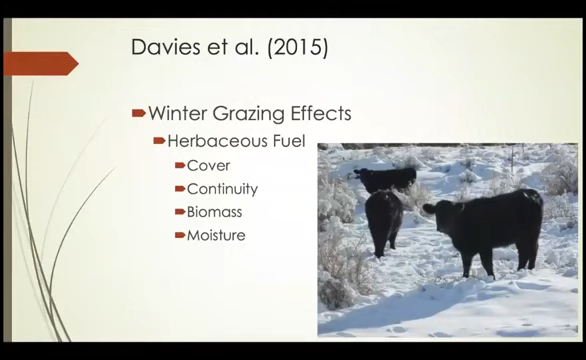 Davies et al. (2015)
Winter Grazing Effects
Herbaceous Fuel
Cover
Continuity
Biomass
Moisture